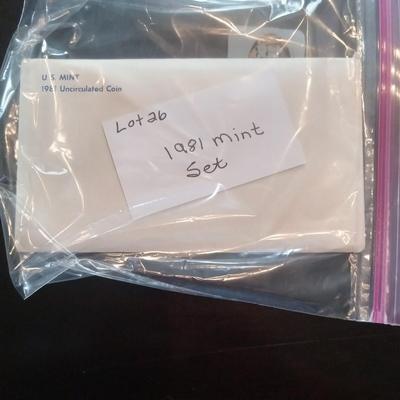 U.S. MINT
1981 Uncirculated Coin
Lot 26
1981 mint
Set